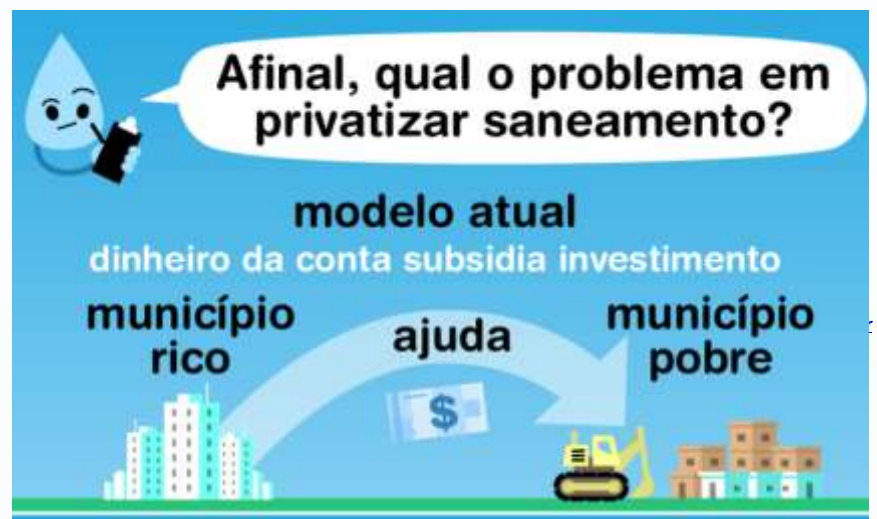 Afinal, qual o problema em
privatizar saneamento?
modelo atual
dinheiro da conta subsidia investimento
município
rico
ajuda
município
pobre
$